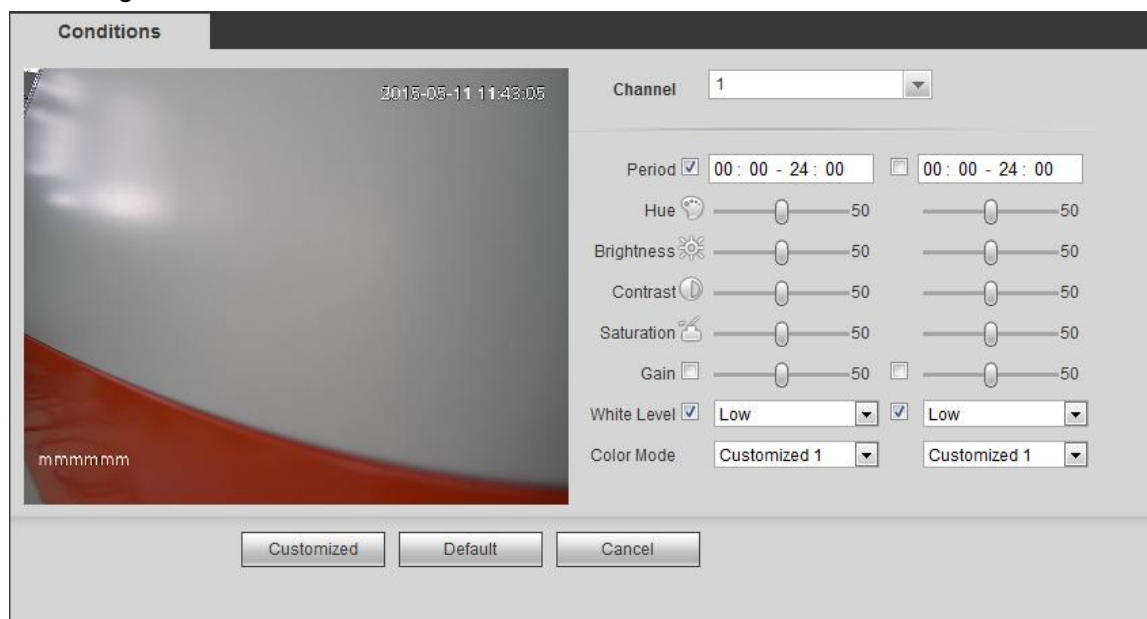 Conditions
2015-05-11 11:43:05
mmmmmm
Channel 1
Period 00 : 00 - 24 : 00 00 : 00 - 24 : 00
Hue 50 50
Brightness 50 50
Contrast 50 50
Saturation 50 50
Gain 50 50
White Level Low Low
Color Mode Customized 1 Customized 1
Customized Default Cancel